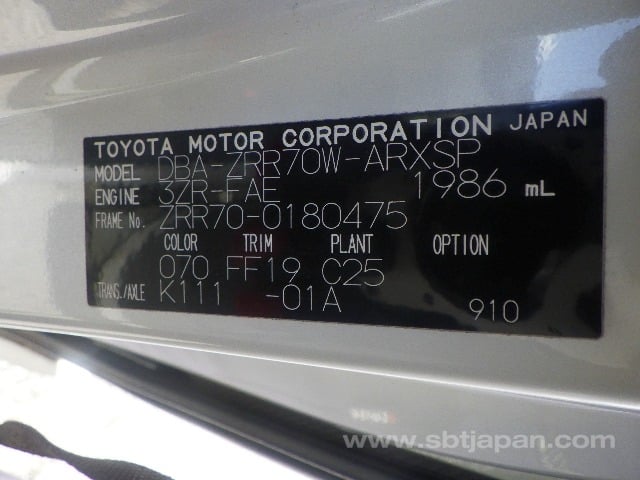 TOYOTA MOTOR CORPORATION JAPAN
MODEL DBA-ZRR70W-ARXSP
ENGINE 3ZR-FAE 1986 mL
FRAME No. ZRR70-0180475
COLOR TRIM PLANT OPTION
070 FF19 C25
TRANS./AXLE K111 -01A 910
www.sbtjapan.com